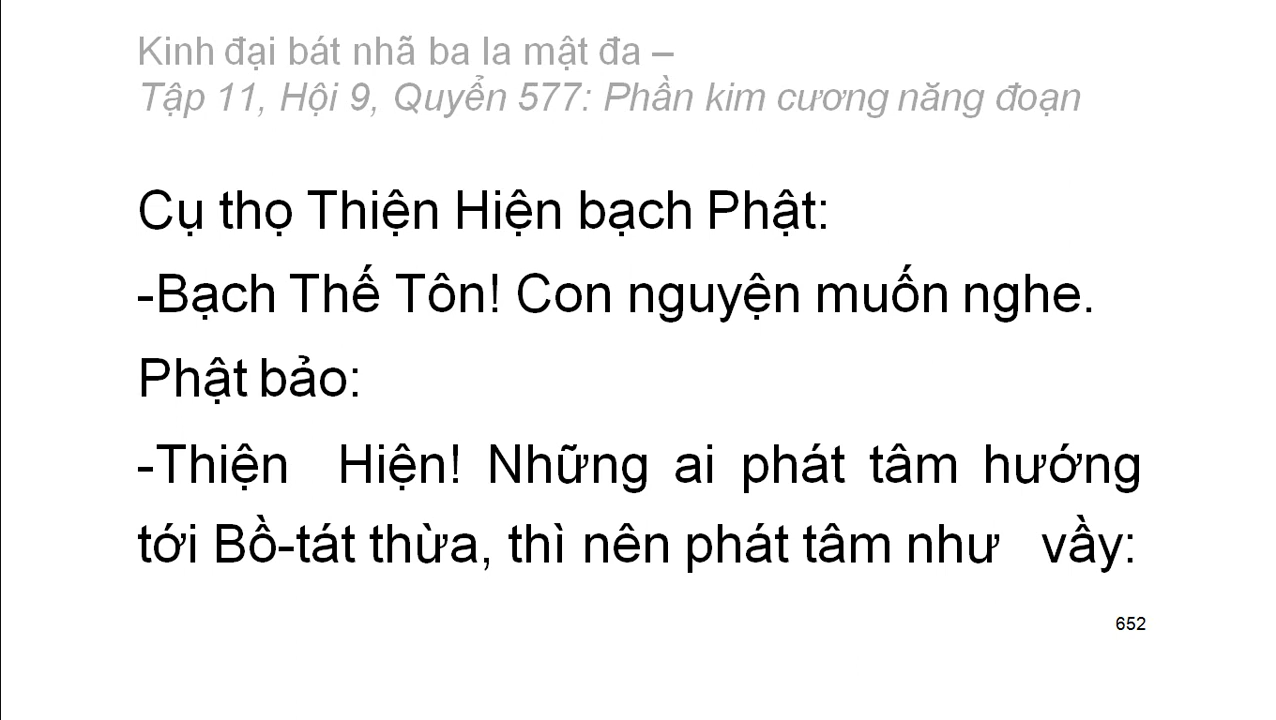 Kinh đại bát nhã ba la mật đa –
Tập 11, Hội 9, Quyển 577: Phần kim cương năng đoạn
Cụ thọ Thiện Hiện bạch Phật:
-Bạch Thế Tôn! Con nguyện muốn nghe.
Phật bảo:
-Thiện Hiện! Những ai phát tâm hướng
tới Bồ-tát thừa, thì nên phát tâm như vầy:
652